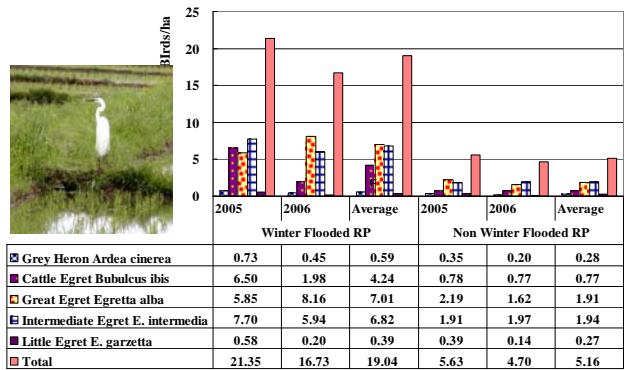 BIrds/ha
25
20
15
10
5
0
2005 2006 Average 2005 2006 Average
Winter Flooded RP Non Winter Flooded RP
Grey Heron Ardea cinerea 0.73 0.45 0.59 0.35 0.20 0.28
Cattle Egret Bubulcus ibis 6.50 1.98 4.24 0.78 0.77 0.77
Great Egret Egretta alba 5.85 8.16 7.01 2.19 1.62 1.91
Intermediate Egret E. intermedia 7.70 5.94 6.82 1.91 1.97 1.94
Little Egret E. garzetta 0.58 0.20 0.39 0.39 0.14 0.27
Total 21.35 16.73 19.04 5.63 4.70 5.16